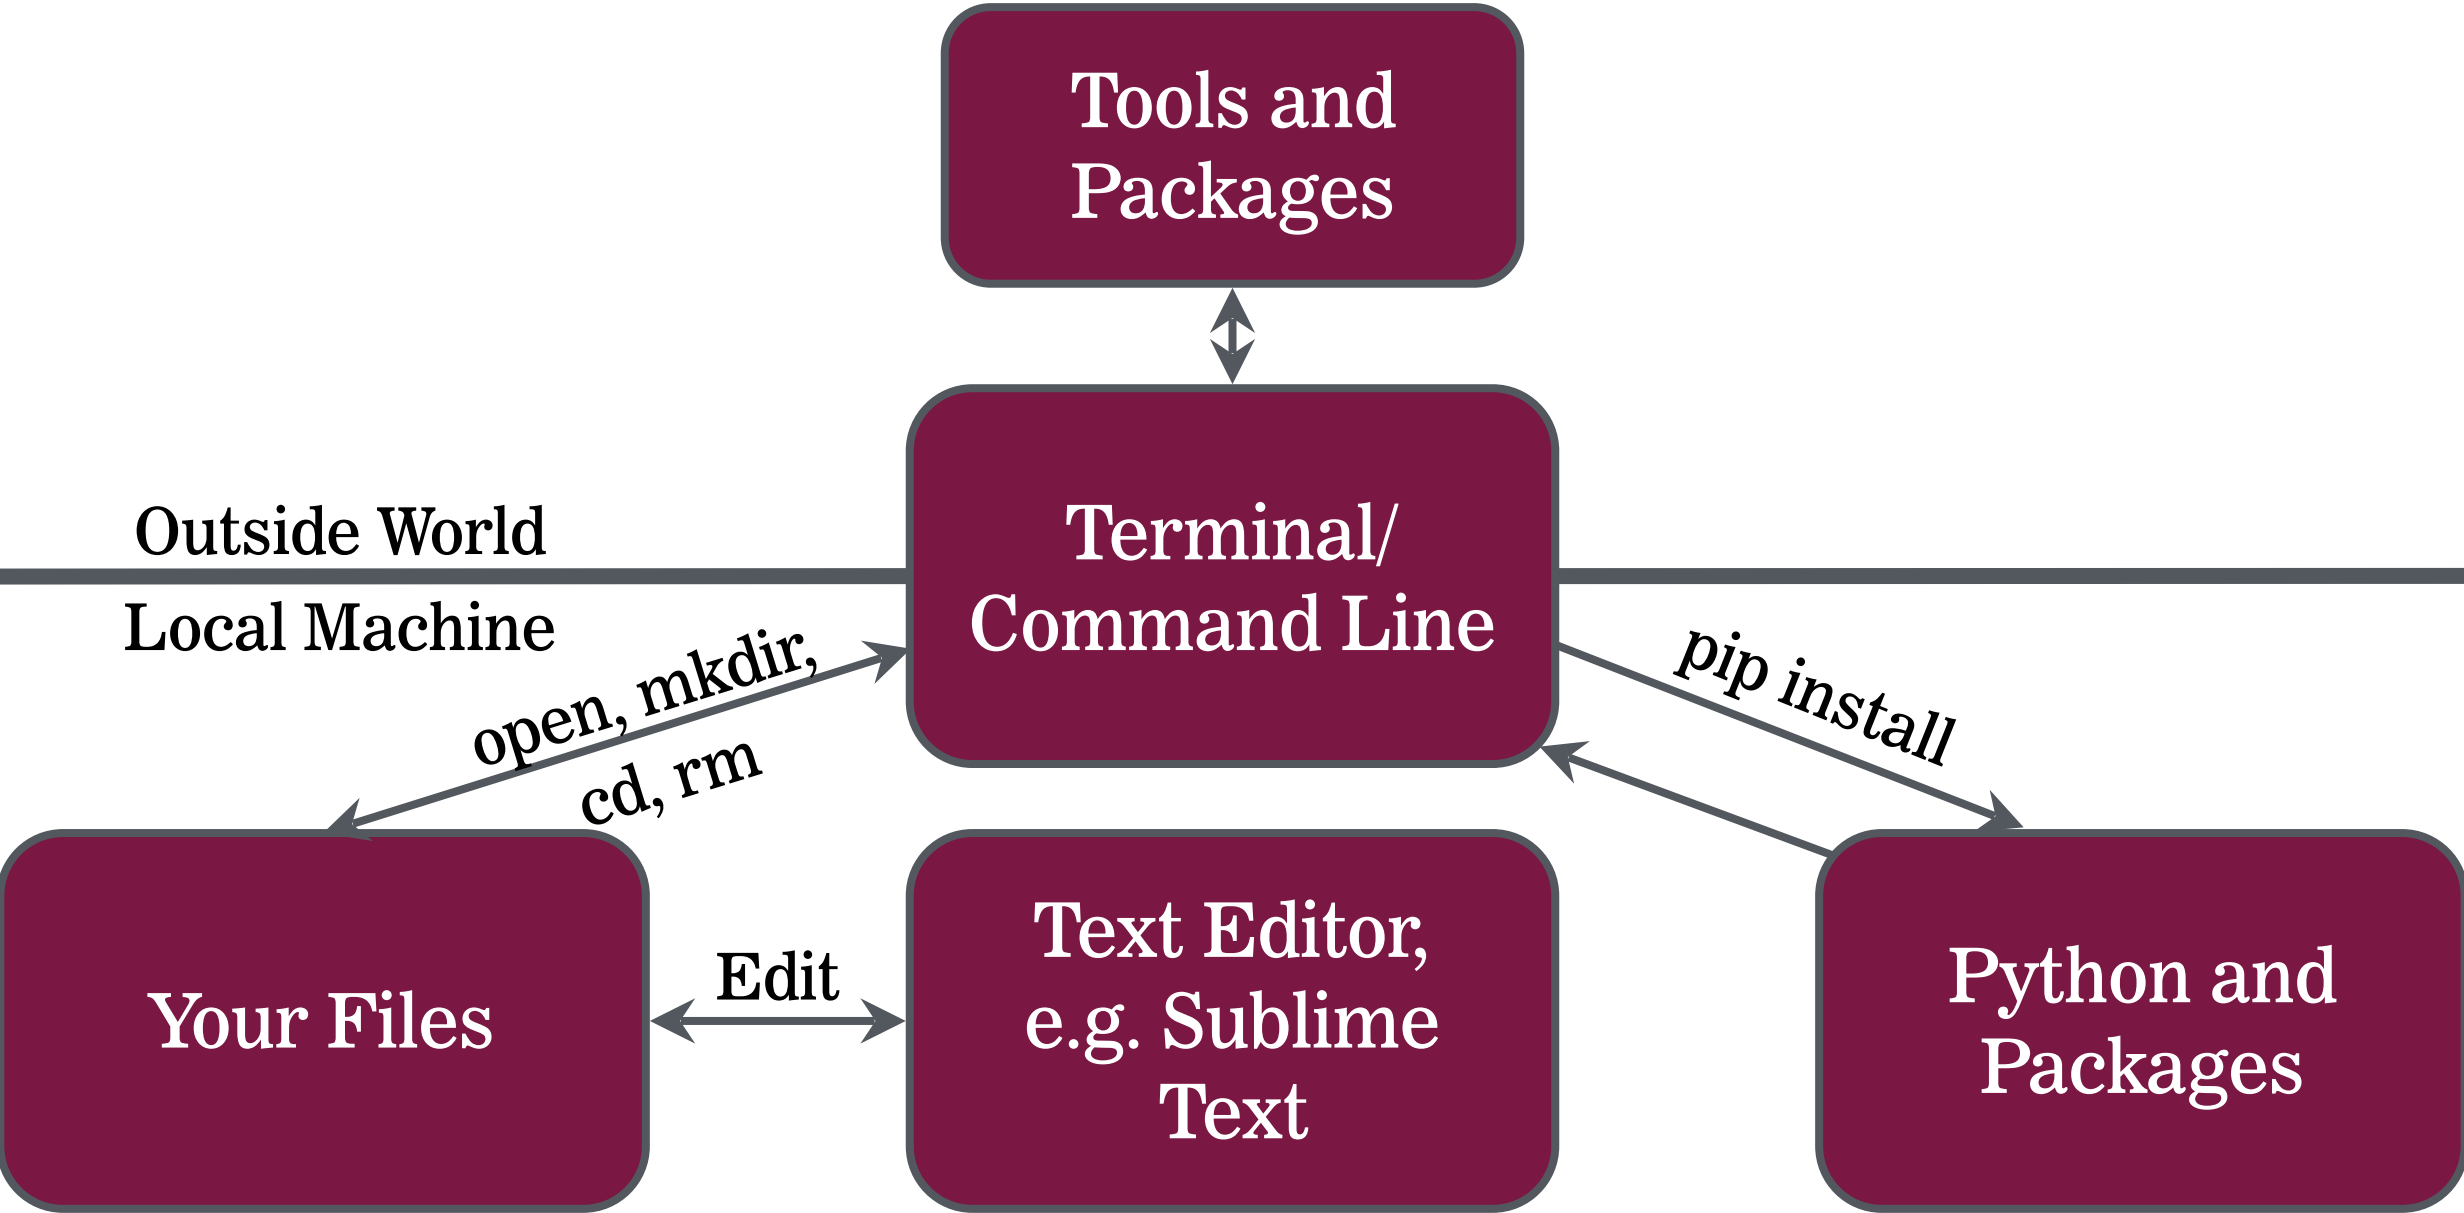 Tools and
Packages
Terminal/
Command Line
Outside World
Local Machine
open, mkdir,
cd, rm
pip install
Your Files
Edit
Text Editor,
e.g. Sublime
Text
Python and
Packages